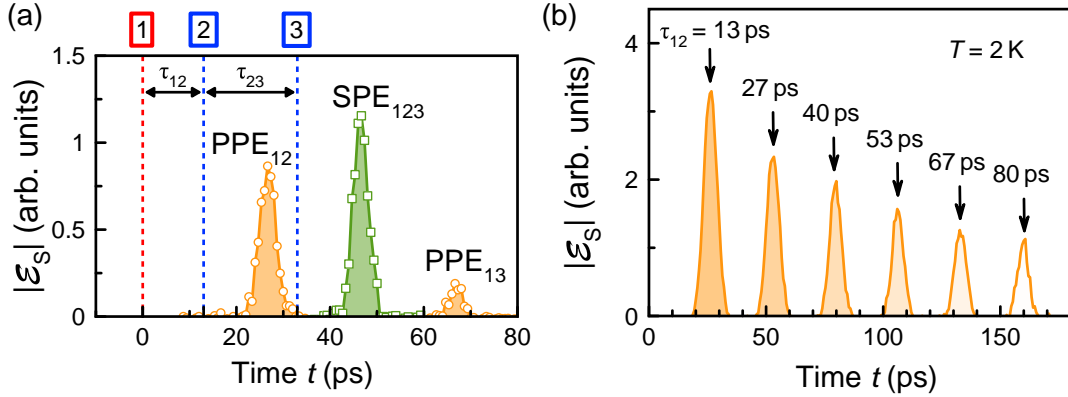 (a)
1 2 3
τ₁₂
τ₂₃
SPE₁₂₃
PPE₁₂
PPE₁₃
|ℰ_S| (arb. units)
1.5
1
0.5
0
0 20 40 60 80
Time t (ps)
(b)
τ₁₂ = 13 ps
T = 2 K
27 ps
40 ps
53 ps
67 ps
80 ps
|ℰ_S| (arb. units)
4
2
0
0 50 100 150
Time t (ps)